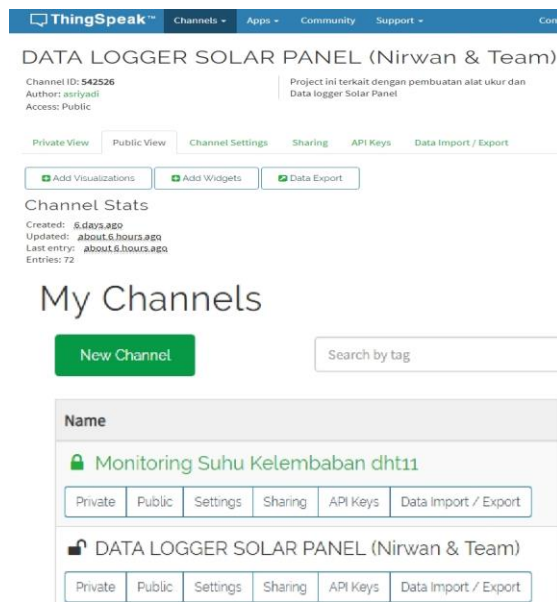 ThingSpeak™ Channels Apps Community Support
DATA LOGGER SOLAR PANEL (Nirwan & Team)
Channel ID: 542526
Author: asriyadi
Access: Public
Project ini terkait dengan pembuatan alat ukur dan
Data logger Solar Panel
Private View Public View Channel Settings Sharing API Keys Data Import / Export
Add Visualizations Add Widgets Data Export
Channel Stats
Created: 6 days ago
Updated: about 6 hours ago
Last entry: about 6 hours ago
Entries: 72
My Channels
New Channel Search by tag
Name
Monitoring Suhu Kelembaban dht11
Private Public Settings Sharing API Keys Data Import / Export
DATA LOGGER SOLAR PANEL (Nirwan & Team)
Private Public Settings Sharing API Keys Data Import / Export